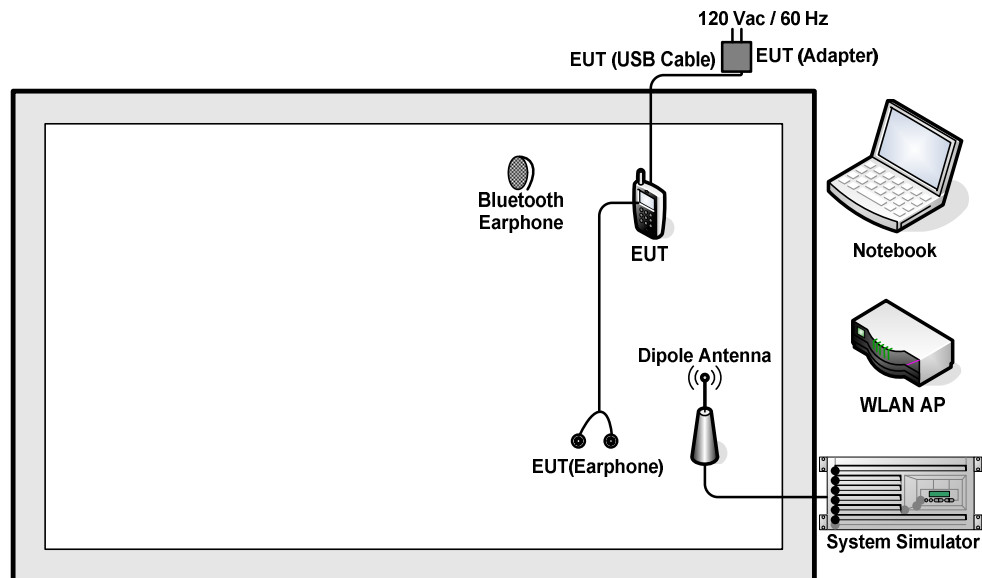 120 Vac / 60 Hz
EUT (USB Cable)
EUT (Adapter)
Bluetooth
Earphone
EUT
Notebook
Dipole Antenna
WLAN AP
EUT(Earphone)
System Simulator